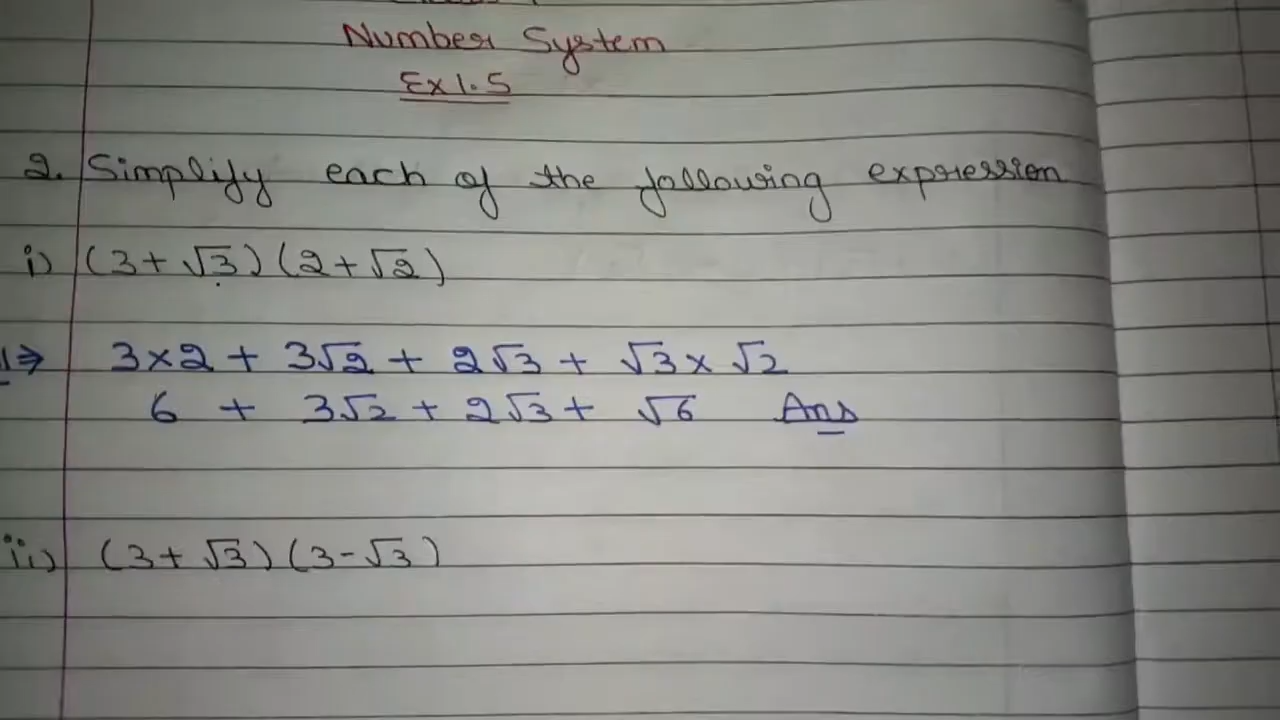 Number System
Ex 1.5
2. Simplify each of the following expression
i) (3 + √3) (2 + √2)
⇒ 3 × 2 + 3√2 + 2√3 + √3 × √2
6 + 3√2 + 2√3 + √6 Ans
ii) (3 + √3) (3 - √3)